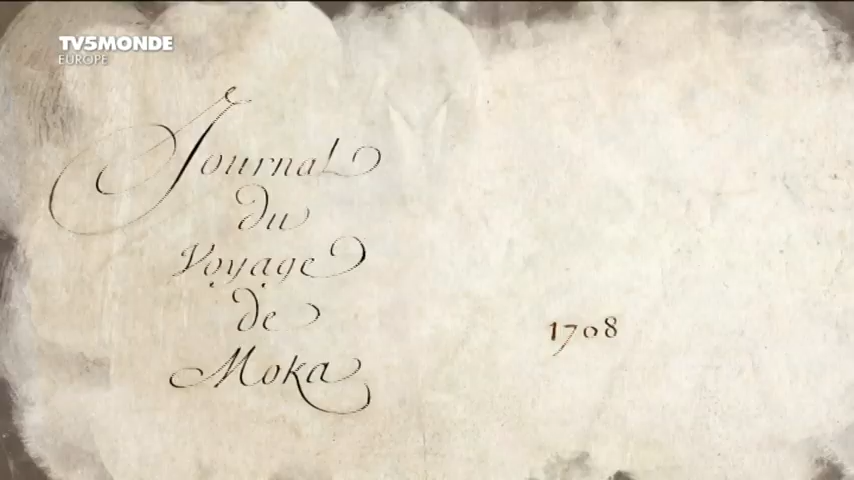 TV5MONDE
EUROPE
Journal
du
Voyage
de
Moka
1708